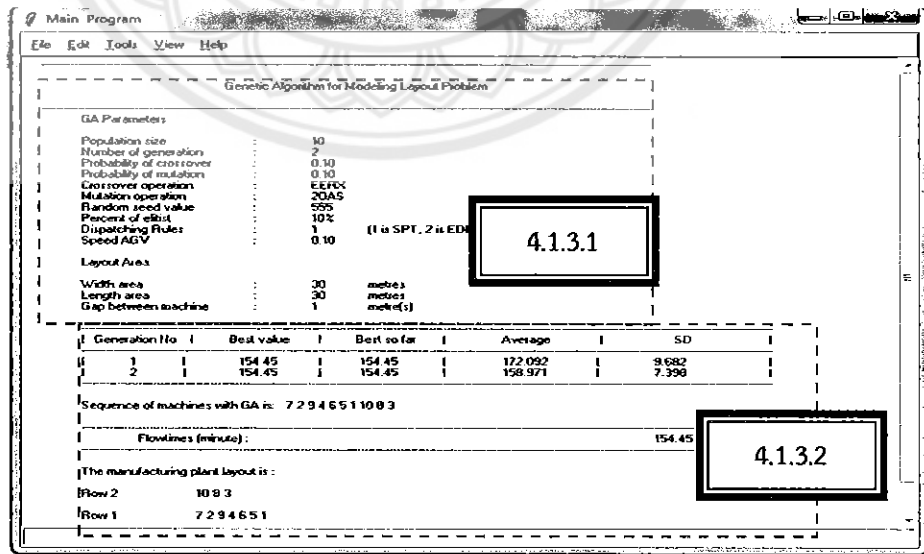 Main Program
File Edit Tools View Help
Genetic Algorithm for Modeling Layout Problem
GA Parameters
Population size : 10
Number of generation : 2
Probability of crossover : 0.10
Probability of mutation : 0.10
Crossover operation : EERX
Mutation operation : 2OAS
Random seed value : 555
Percent of elitist : 10%
Dispatching Rules : 1 (1 is SPT, 2 is
Speed AGV : 0.10
4.1.3.1
Layout Area
Width area : 30 metres
Length area : 30 metres
Gap between machine : 1 metre(s)
Generation No | Best value | Best so far | Average | SD
1 | 154.45 | 154.45 | 172.092 | 9.682
2 | 154.45 | 154.45 | 158.971 | 7.398
Sequence of machines with GA is: 7 2 9 4 6 5 1 10 8 3
Flowtimes (minute) : 154.45
4.1.3.2
The manufacturing plant layout is :
Row 2 10 8 3
Row 1 7 2 9 4 6 5 1